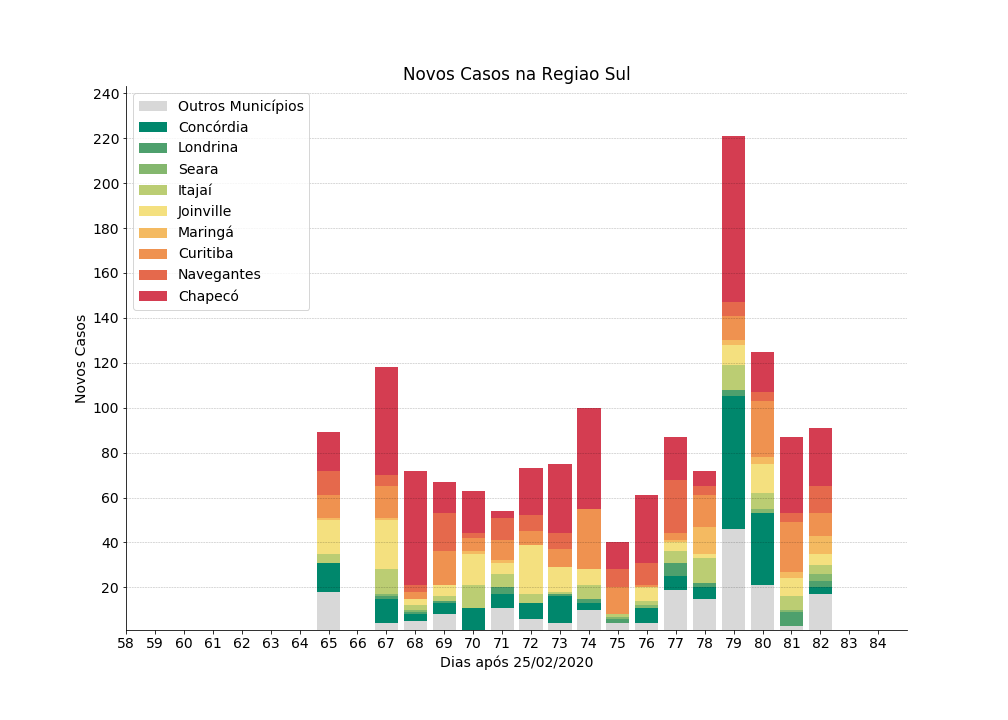 Novos Casos na Regiao Sul
Outros Municípios
Concórdia
Londrina
Seara
Itajaí
Joinville
Maringá
Curitiba
Navegantes
Chapecó
Novos Casos
240
220
200
180
160
140
120
100
80
60
40
20
58 59 60 61 62 63 64 65 66 67 68 69 70 71 72 73 74 75 76 77 78 79 80 81 82 83 84
Dias após 25/02/2020